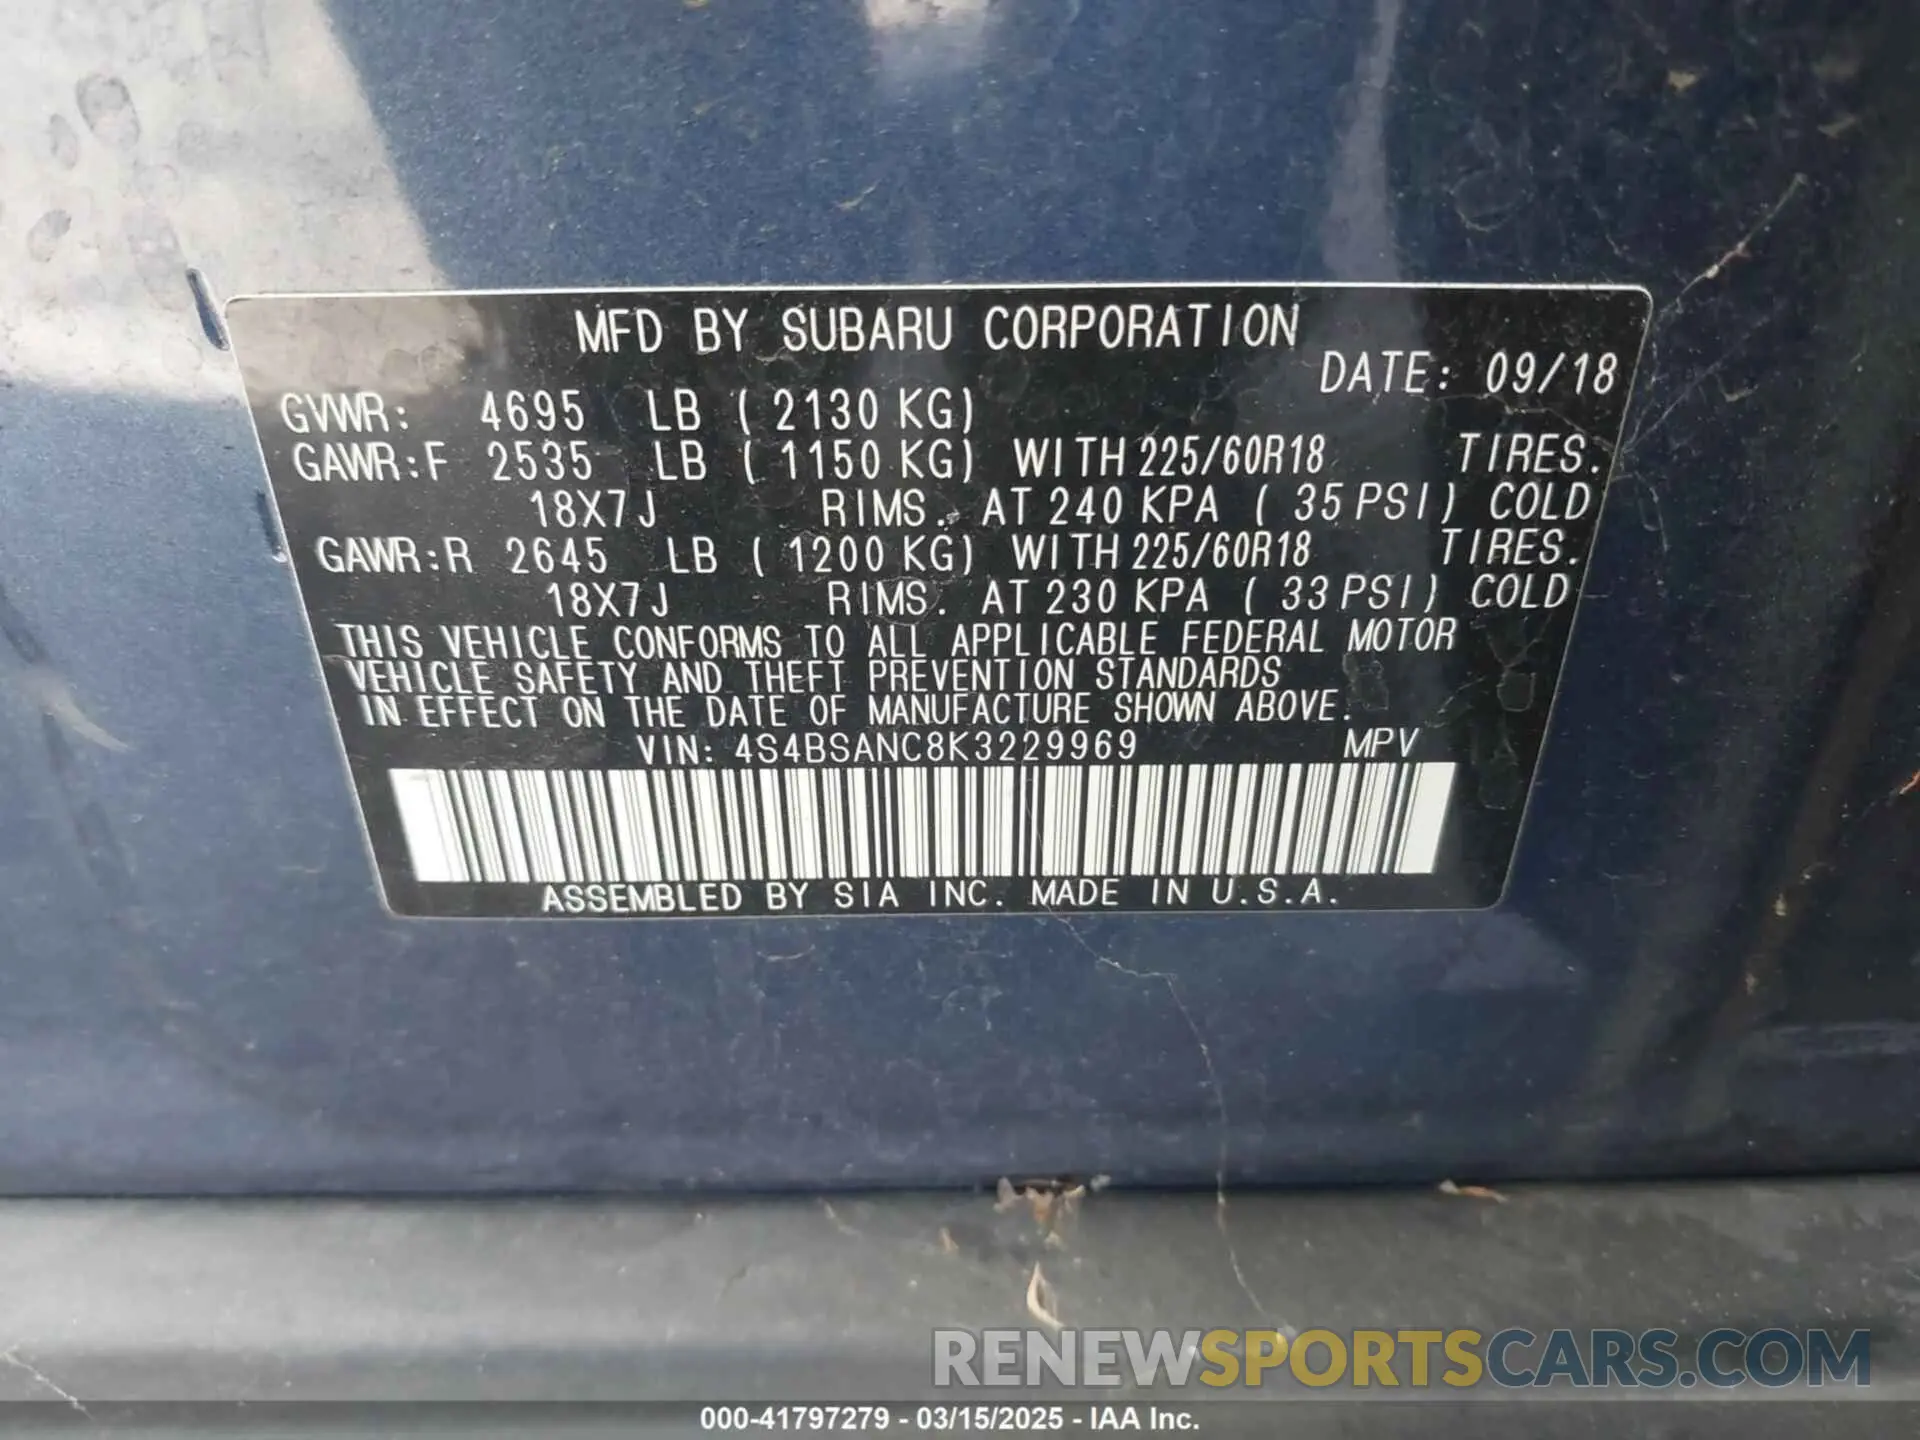 MFD BY SUBARU CORPORATION
DATE: 09/18
GVWR: 4695 LB ( 2130 KG)
GAWR:F 2535 LB ( 1150 KG) WITH 225/60R18 TIRES.
18X7J RIMS. AT 240 KPA ( 35 PSI) COLD
GAWR:R 2645 LB ( 1200 KG) WITH 225/60R18 TIRES.
18X7J RIMS. AT 230 KPA ( 33 PSI) COLD
THIS VEHICLE CONFORMS TO ALL APPLICABLE FEDERAL MOTOR
VEHICLE SAFETY AND THEFT PREVENTION STANDARDS
IN EFFECT ON THE DATE OF MANUFACTURE SHOWN ABOVE.
VIN: 4S4BSANC8K3229969 MPV
ASSEMBLED BY SIA INC. MADE IN U.S.A.
RENEWSPORTSCARS.COM
000-41797279 - 03/15/2025 - IAA Inc.